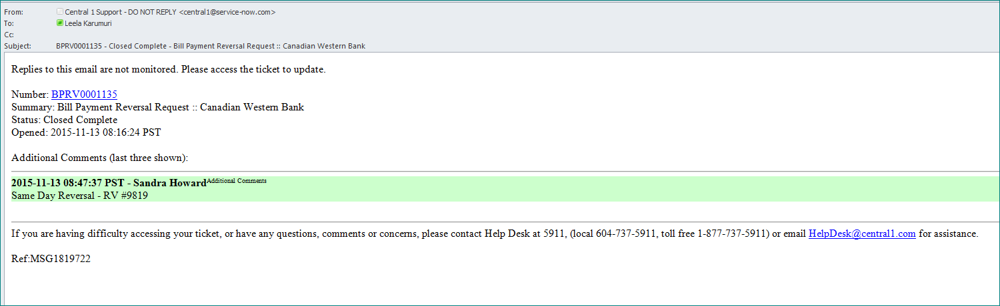 From: Central 1 Support - DO NOT REPLY <central1@service-now.com>
To: Leela Karumuri
Cc:
Subject: BPRV0001135 - Closed Complete - Bill Payment Reversal Request :: Canadian Western Bank
Replies to this email are not monitored. Please access the ticket to update.
Number: BPRV0001135
Summary: Bill Payment Reversal Request :: Canadian Western Bank
Status: Closed Complete
Opened: 2015-11-13 08:16:24 PST
Additional Comments (last three shown):
2015-11-13 08:47:37 PST - Sandra Howard Additional Comments
Same Day Reversal - RV #9819
If you are having difficulty accessing your ticket, or have any questions, comments or concerns, please contact Help Desk at 5911, (local 604-737-5911, toll free 1-877-737-5911) or email HelpDesk@central1.com for assistance.
Ref:MSG1819722